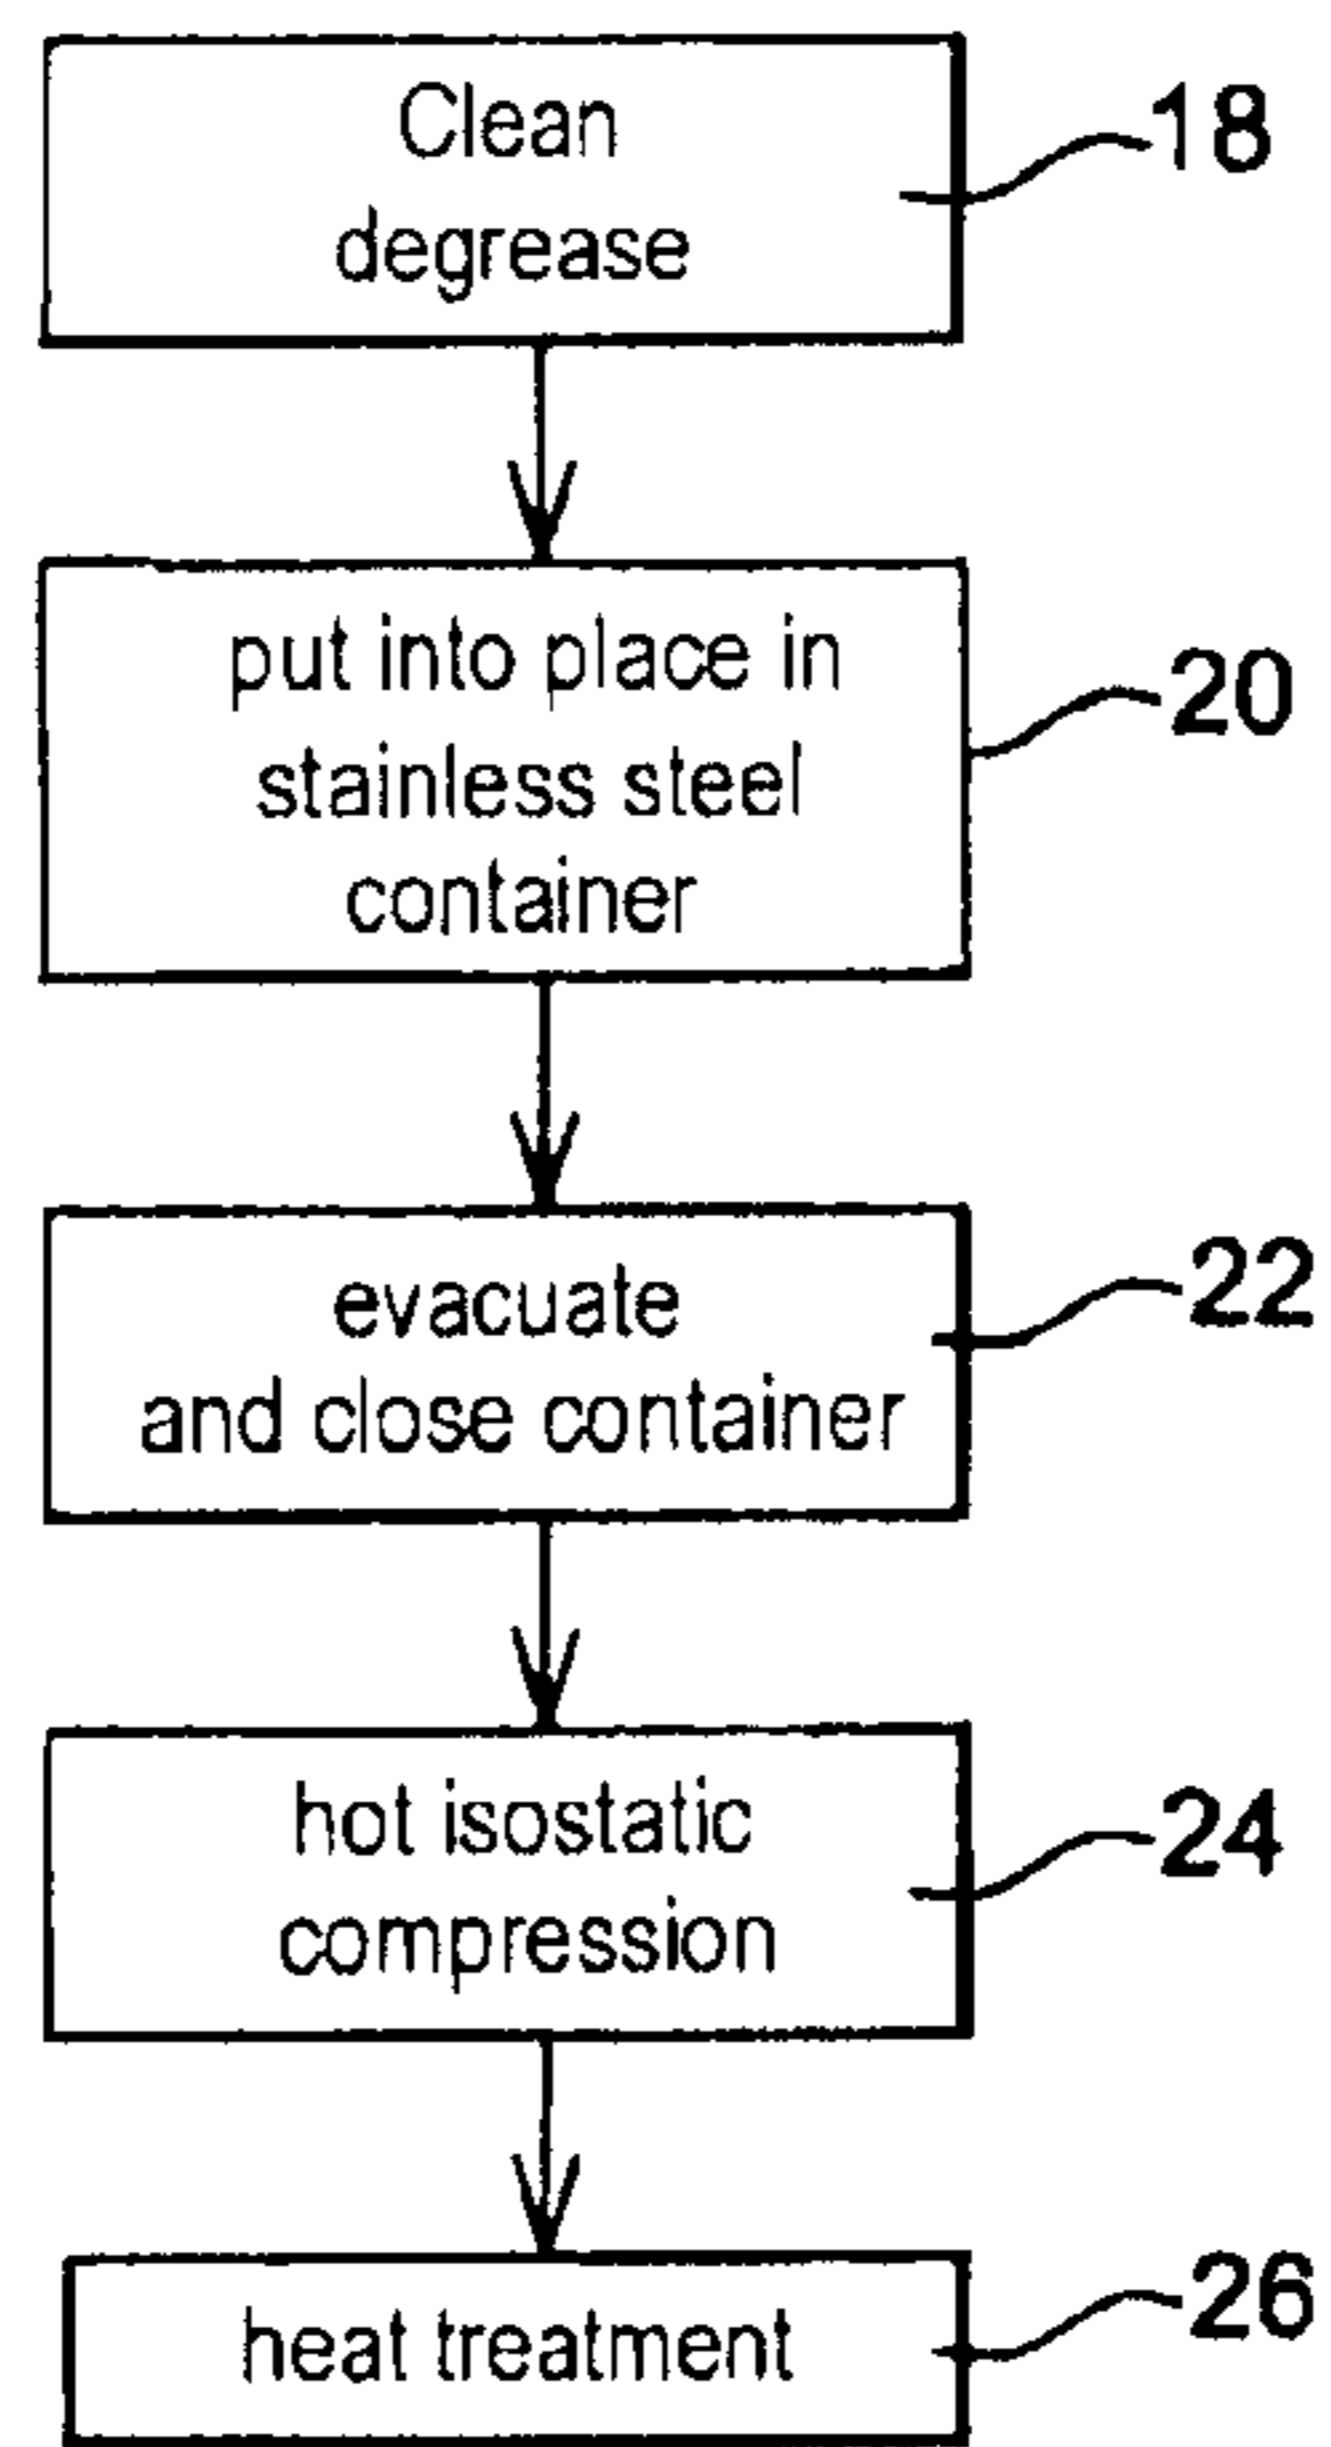 Clean
degrease
18
put into place in
stainless steel
container
20
evacuate
and close container
22
hot isostatic
compression
24
heat treatment
26